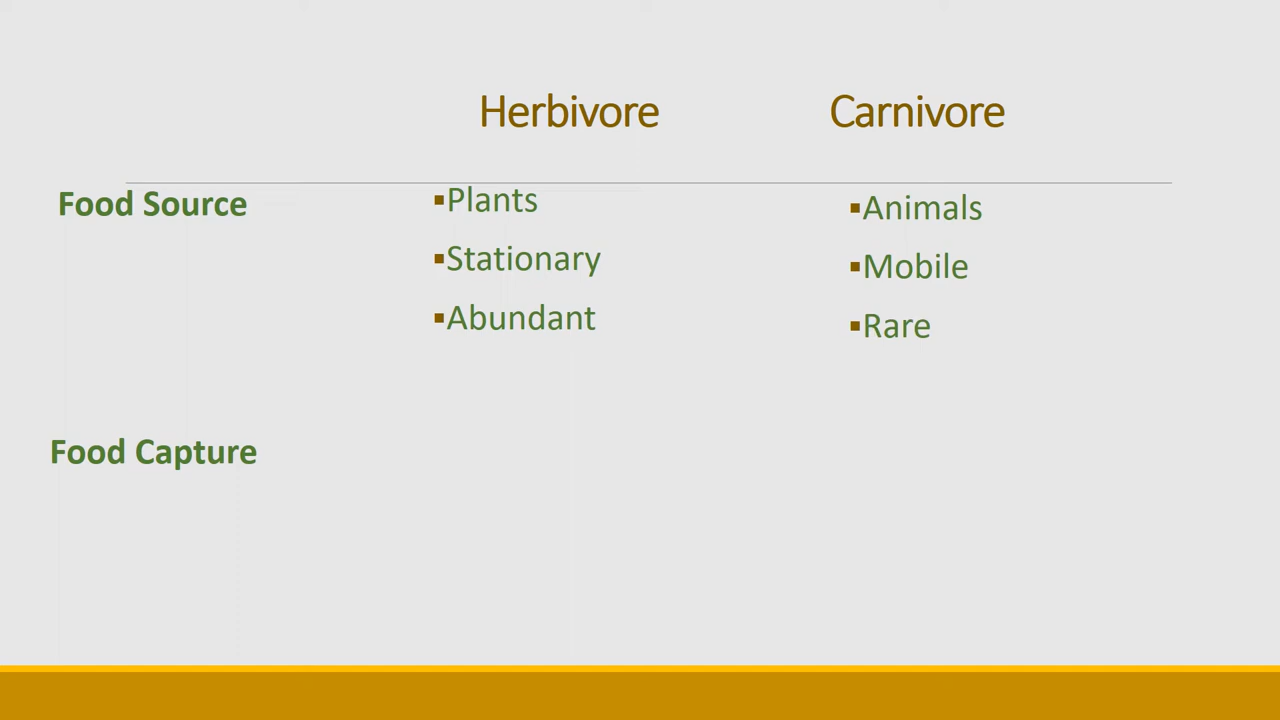 Herbivore Carnivore
Food Source
▪Plants
▪Stationary
▪Abundant
▪Animals
▪Mobile
▪Rare
Food Capture